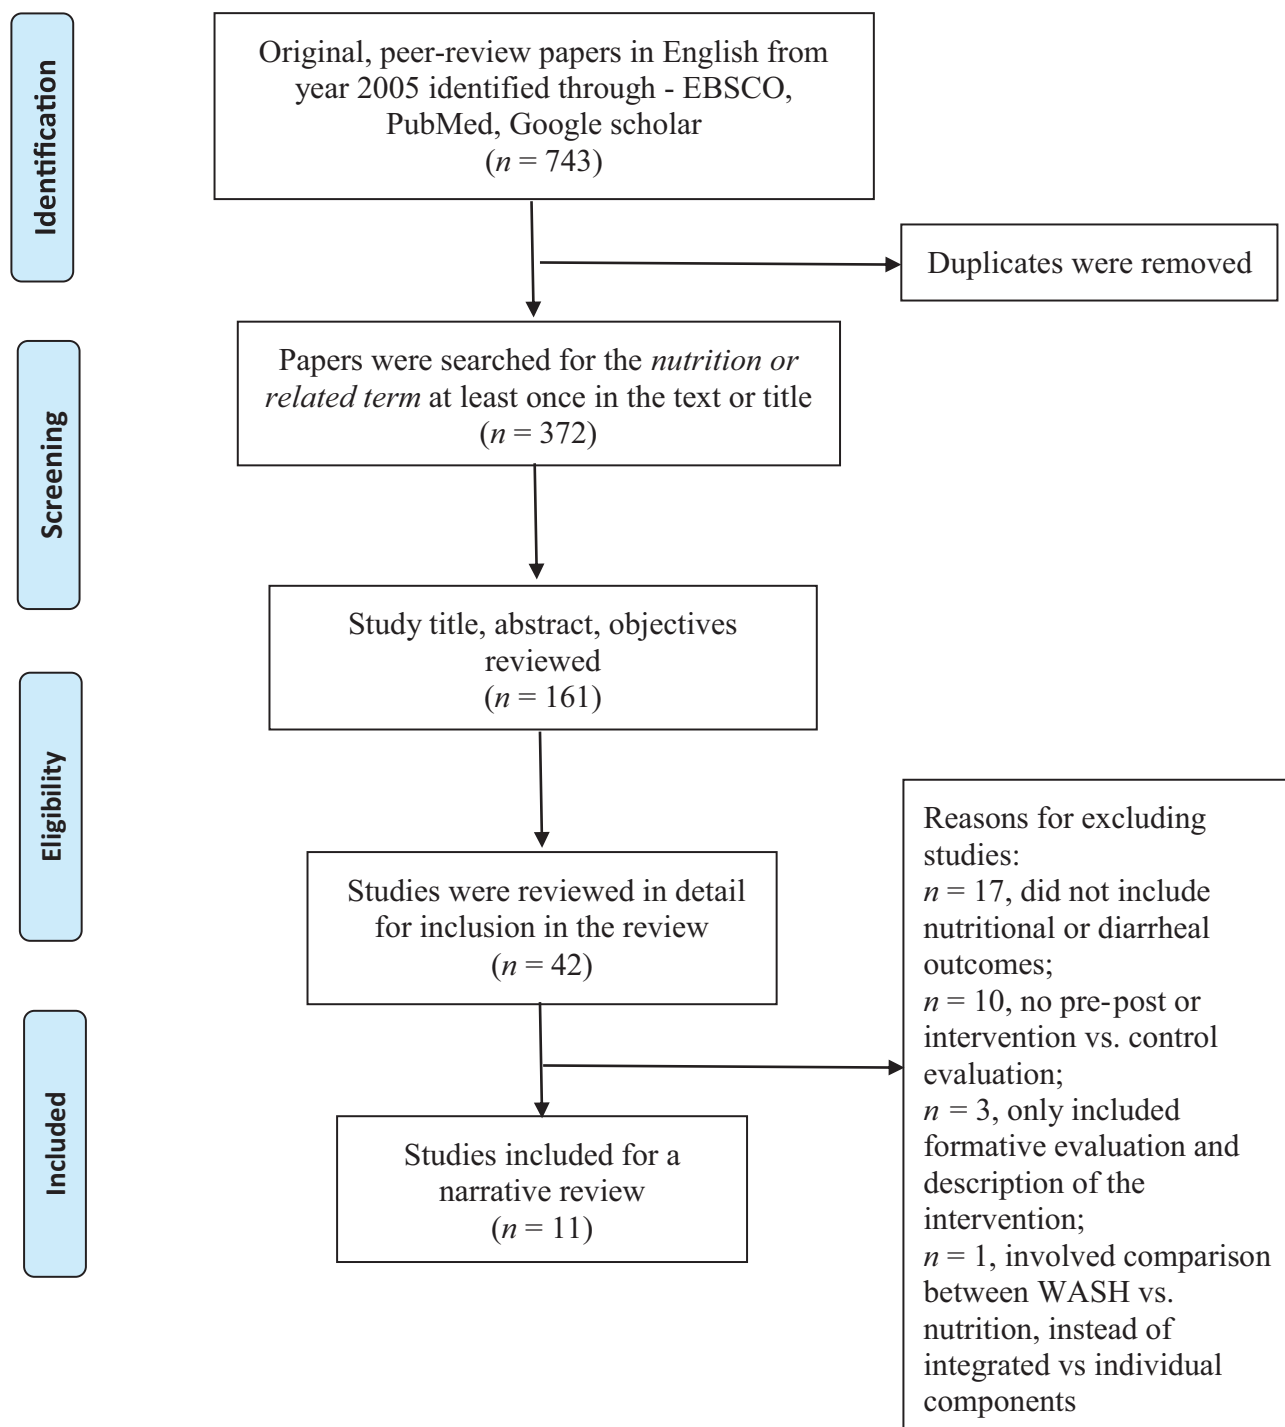 Identification
Original, peer-review papers in English from
year 2005 identified through - EBSCO,
PubMed, Google scholar
(n = 743)
Duplicates were removed
Screening
Papers were searched for the nutrition or
related term at least once in the text or title
(n = 372)
Study title, abstract, objectives
reviewed
(n = 161)
Eligibility
Studies were reviewed in detail
for inclusion in the review
(n = 42)
Reasons for excluding
studies:
n = 17, did not include
nutritional or diarrheal
outcomes;
n = 10, no pre-post or
intervention vs. control
evaluation;
n = 3, only included
formative evaluation and
description of the
intervention;
n = 1, involved comparison
between WASH vs.
nutrition, instead of
integrated vs individual
components
Included
Studies included for a
narrative review
(n = 11)